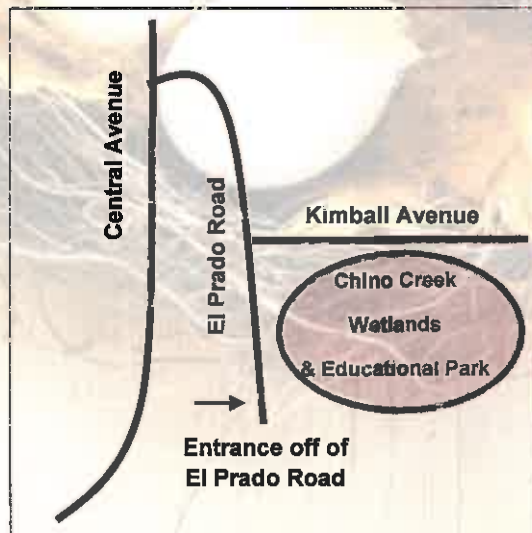 Central Avenue
El Prado Road
Kimball Avenue
Chino Creek
Wetlands
& Educational Park
Entrance off of
El Prado Road